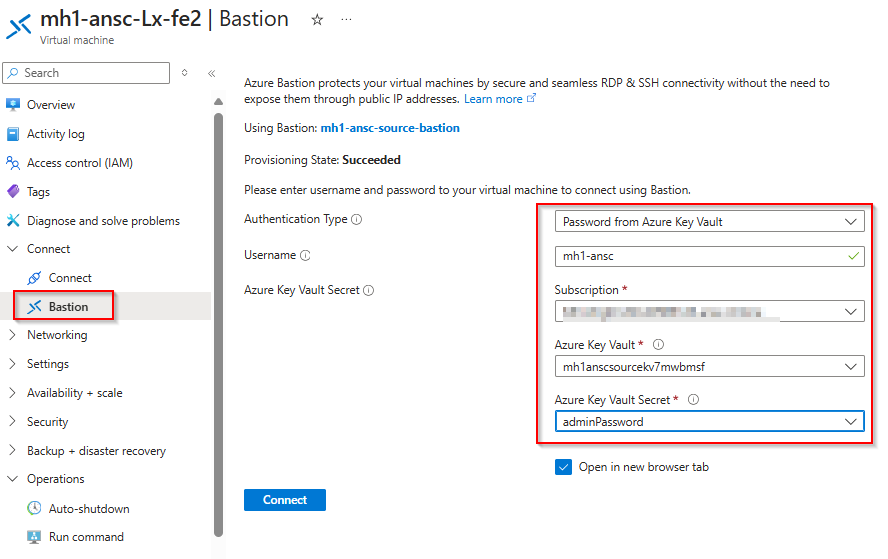 mh1-ansc-Lx-fe2 | Bastion
Virtual machine
Search
Overview
Activity log
Access control (IAM)
Tags
Diagnose and solve problems
Connect
Connect
Bastion
Networking
Settings
Availability + scale
Security
Backup + disaster recovery
Operations
Auto-shutdown
Run command
Azure Bastion protects your virtual machines by secure and seamless RDP & SSH connectivity without the need to
expose them through public IP addresses. Learn more
Using Bastion: mh1-ansc-source-bastion
Provisioning State: Succeeded
Please enter username and password to your virtual machine to connect using Bastion.
Authentication Type
Password from Azure Key Vault
Username
mh1-ansc
Azure Key Vault Secret
Subscription *
Azure Key Vault *
mh1anscsourcekv7mwbmsf
Azure Key Vault Secret *
adminPassword
Open in new browser tab
Connect